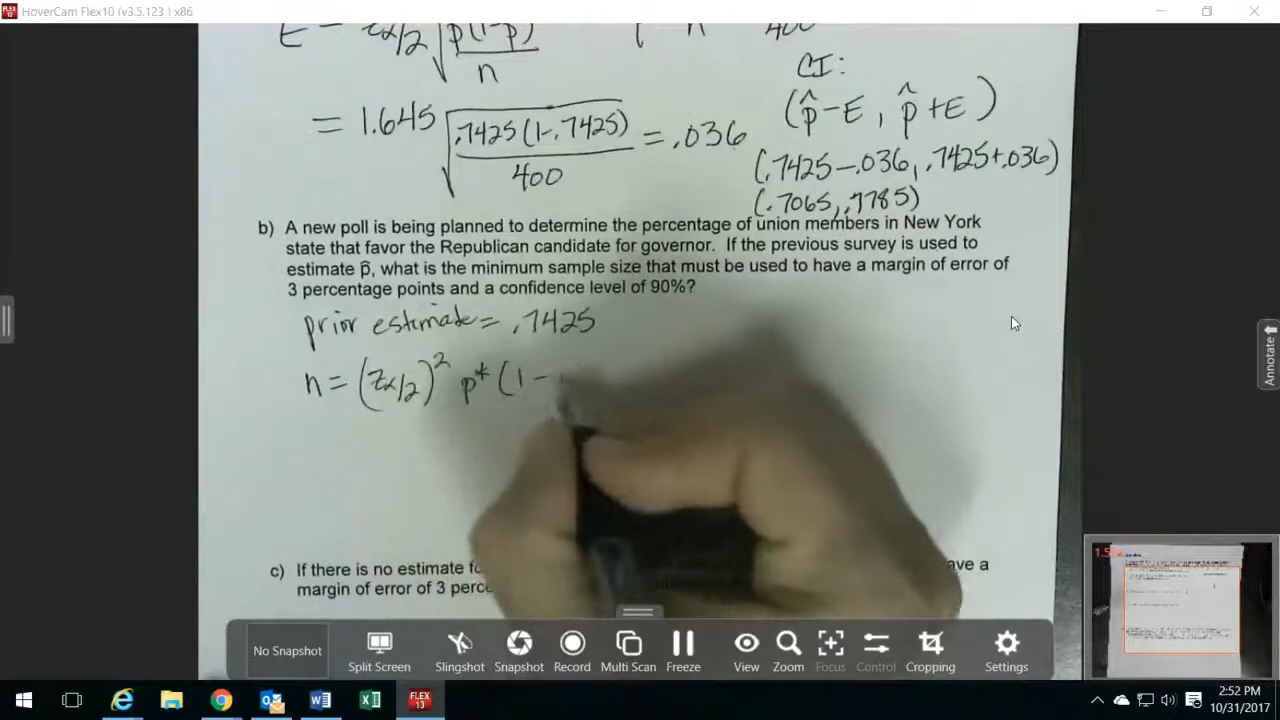 HoverCam Flex10 (v3.5.123 ) x86
E = zα/2 √ p̂(1-p̂) / n
400
CI:
(p̂-E, p̂+E)
= 1.645 √ .7425(1-.7425) / 400 = .036
(.7425-.036, .7425+.036)
(.7065, .7785)
b) A new poll is being planned to determine the percentage of union members in New York
state that favor the Republican candidate for governor. If the previous survey is used to
estimate p̂, what is the minimum sample size that must be used to have a margin of error of
3 percentage points and a confidence level of 90%?
prior estimate = .7425
n = (zα/2)² p* (1 -
c) If there is no estimate
ave a
margin of error of 3
Annotate
No Snapshot
Split Screen
Slingshot
Snapshot
Record
Multi Scan
Freeze
View
Zoom
Focus
Control
Cropping
Settings
FLEX 10
2:52 PM
10/31/2017